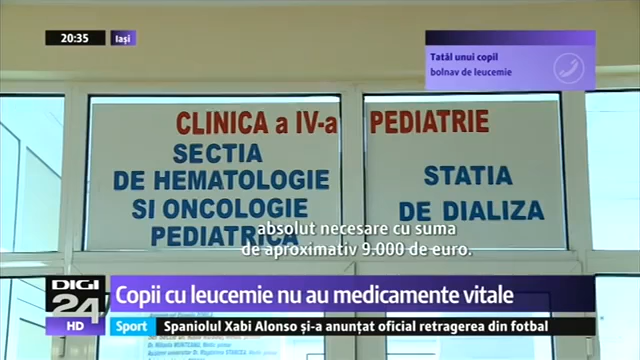 20:35
Iași
Tatăl unui copil
bolnav de leucemie
CLINICA a IV-a PEDIATRIE
SECTIA
DE HEMATOLOGIE
SI ONCOLOGIE
PEDIATRICA
STATIA
DE DIALIZA
absolut necesare cu suma
de aproximativ 9.000 de euro.
DIGI
24
HD
Copii cu leucemie nu au medicamente vitale
Sport
Spaniolul Xabi Alonso și-a anunțat oficial retragerea din fotbal